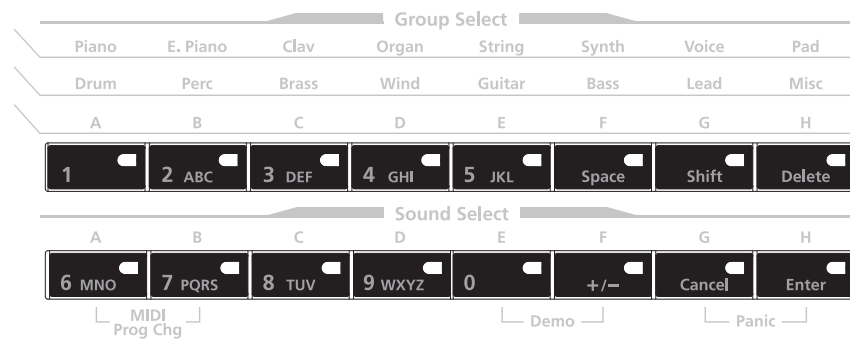 Group Select
Piano E. Piano Clav Organ String Synth Voice Pad
Drum Perc Brass Wind Guitar Bass Lead Misc
A B C D E F G H
1 2 ABC 3 DEF 4 GHI 5 JKL Space Shift Delete
Sound Select
A B C D E F G H
6 MNO 7 PQRS 8 TUV 9 WXYZ 0 +/− Cancel Enter
MIDI Demo Panic
Prog Chg